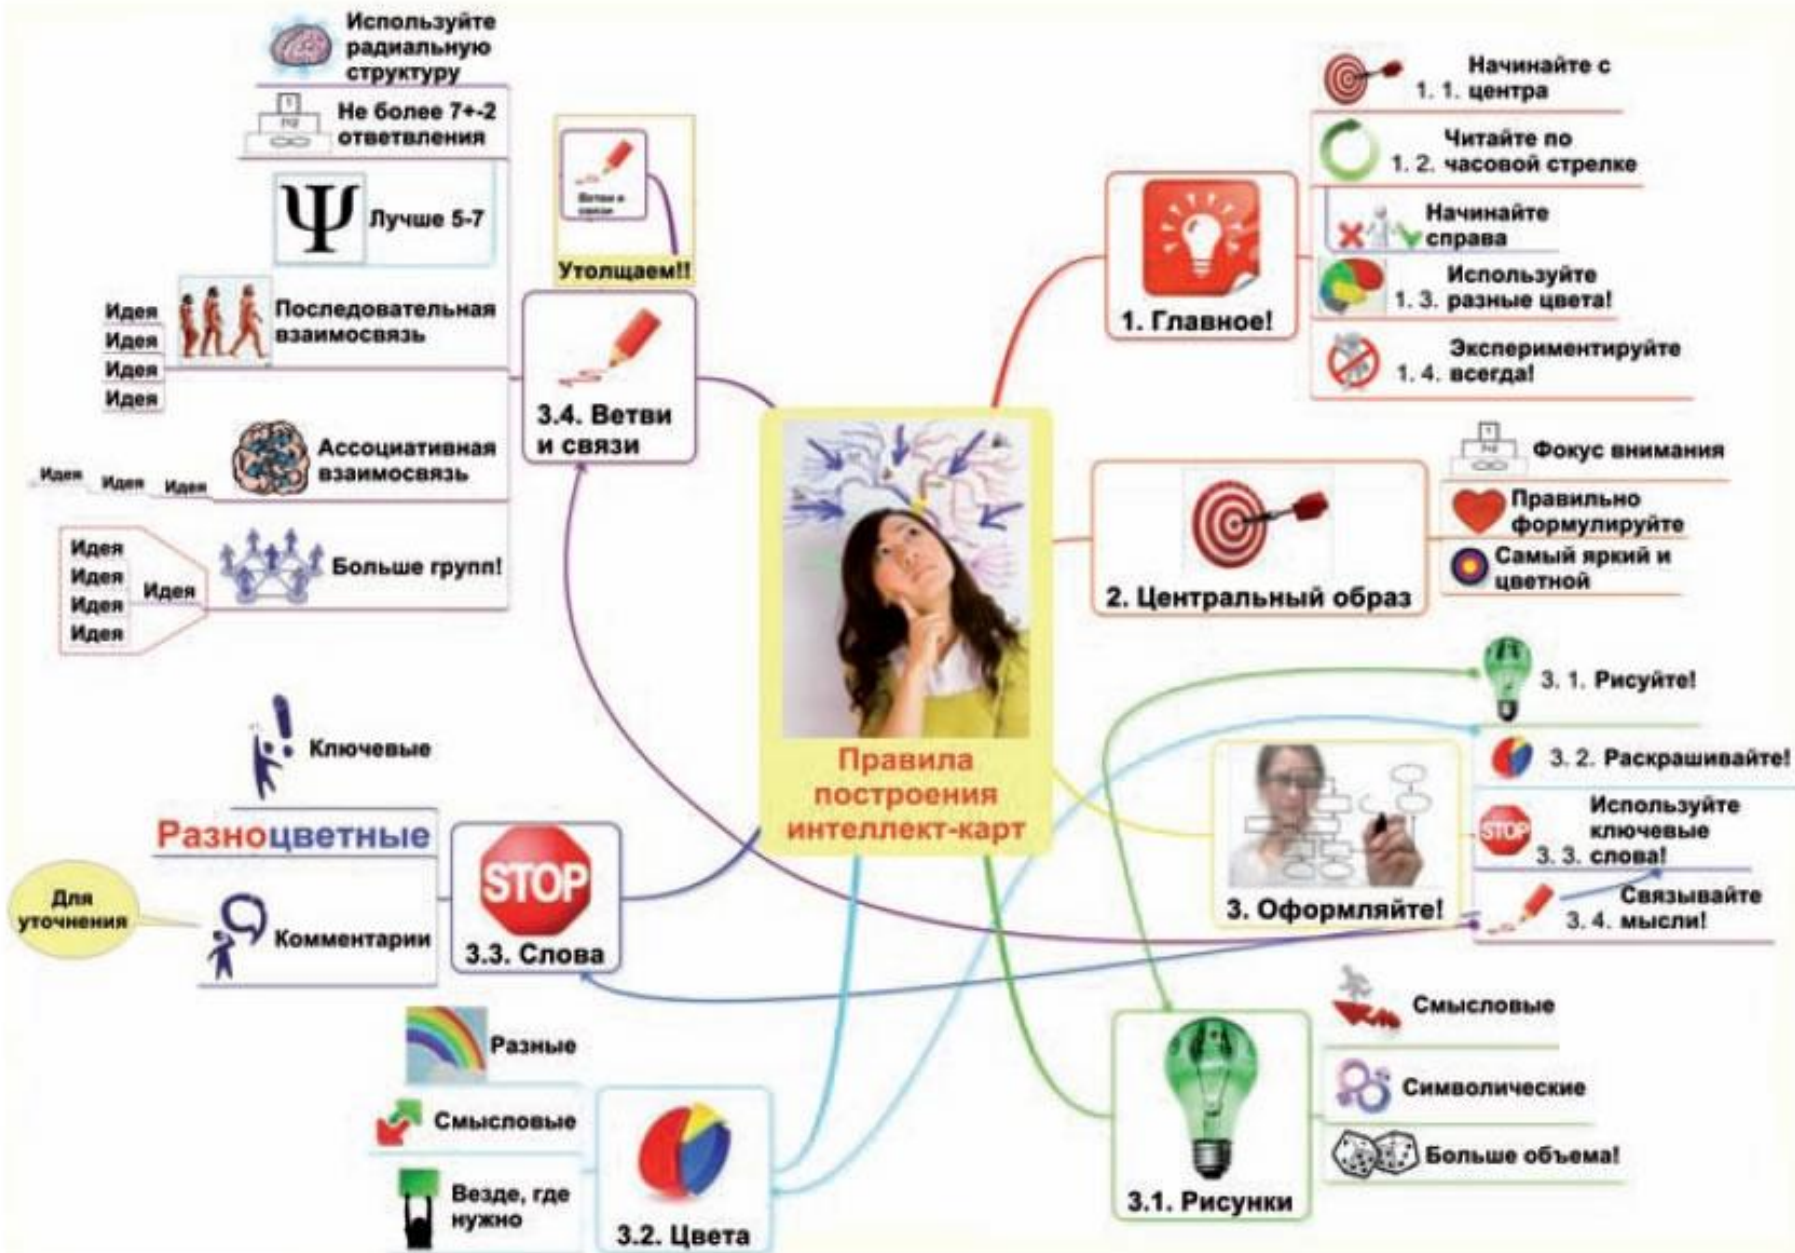 Правила
построения
интеллект-карт
1. Главное!
1. 1. Начинайте с
центра
1. 2. Читайте по
часовой стрелке
Начинайте
справа
1. 3. Используйте
разные цвета!
1. 4. Экспериментируйте
всегда!
2. Центральный образ
Фокус внимания
Правильно
формулируйте
Самый яркий и
цветной
3. Оформляйте!
3. 1. Рисуйте!
3. 2. Раскрашивайте!
STOP
3. 3. Используйте
ключевые
слова!
3. 4. Связывайте
мысли!
3.1. Рисунки
Смысловые
Символические
Больше объема!
3.2. Цвета
Разные
Смысловые
Везде, где
нужно
STOP
3.3. Слова
Ключевые
Разноцветные
Комментарии
Для
уточнения
3.4. Ветви
и связи
Ветви и
связи
Утолщаем!!
Используйте
радиальную
структуру
Не более 7+-2
ответвления
Ψ
Лучше 5-7
Последовательная
взаимосвязь
Идея
Идея
Идея
Идея
Ассоциативная
взаимосвязь
Идея Идея Идея
Больше групп!
Идея
Идея
Идея
Идея
Идея